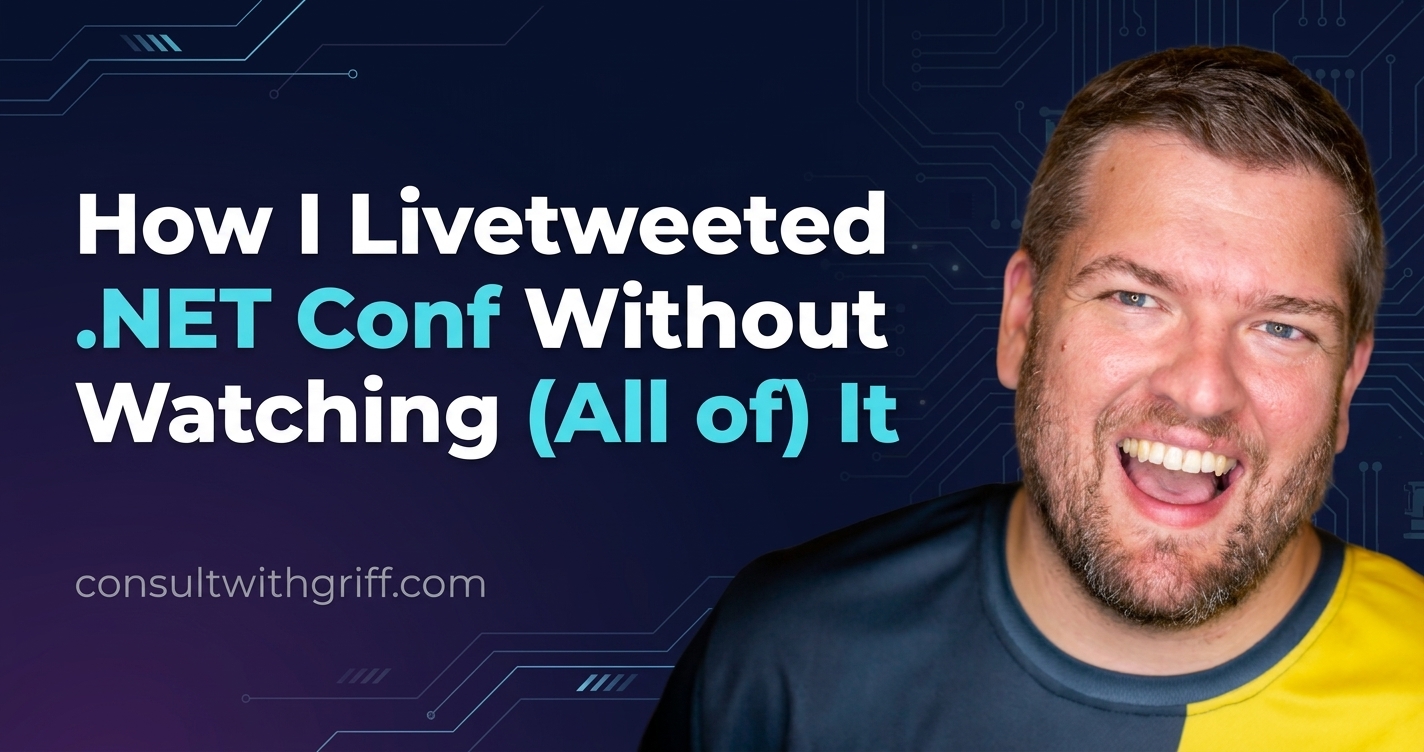 How I Livetweeted
.NET Conf Without
Watching (All of) It
consultwithgriff.com